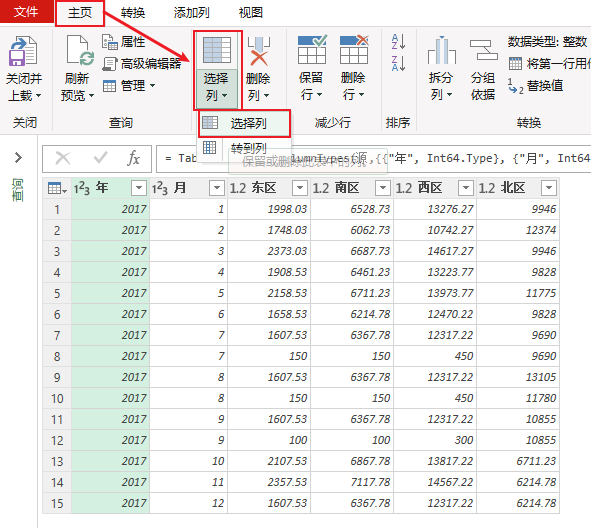 文件 主页 转换 添加列 视图
关闭并上载 刷新预览 属性 高级编辑器 管理 选择列 删除列 保留行 删除行 拆分列 分组依据 数据类型: 整数 将第一行用 替换值
关闭 查询 减少行 排序 转换
选择列
转到列
保留或删除此表中的列。
= Tab lumnTypes(源,{{"年", Int64.Type}, {"月", Int64
查询
年 月 东区 南区 西区 北区
1 2017 1 1998.03 6528.73 13276.27 9946
2 2017 2 1748.03 6062.73 10742.27 12374
3 2017 3 2373.03 6687.73 14617.27 9946
4 2017 4 1908.53 6461.23 13223.77 9828
5 2017 5 2158.53 6711.23 13973.77 11775
6 2017 6 1658.53 6214.78 12470.22 9828
7 2017 7 1607.53 6367.78 12317.22 9690
8 2017 7 150 150 450 9690
9 2017 8 1607.53 6367.78 12317.22 13105
10 2017 8 150 150 450 11780
11 2017 9 1607.53 6367.78 12317.22 10855
12 2017 9 100 100 300 10855
13 2017 10 2107.53 6867.78 13817.22 6711.23
14 2017 11 2357.53 7117.78 14567.22 6214.78
15 2017 12 1607.53 6367.78 12317.22 6214.78